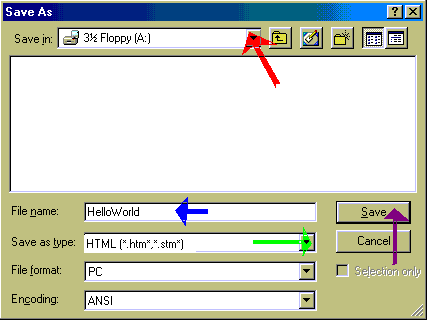 Save As
Save in: 3½ Floppy (A:)
File name: HelloWorld Save
Save as type: HTML (*.htm*,*.stm*) Cancel
File format: PC Selection only
Encoding: ANSI